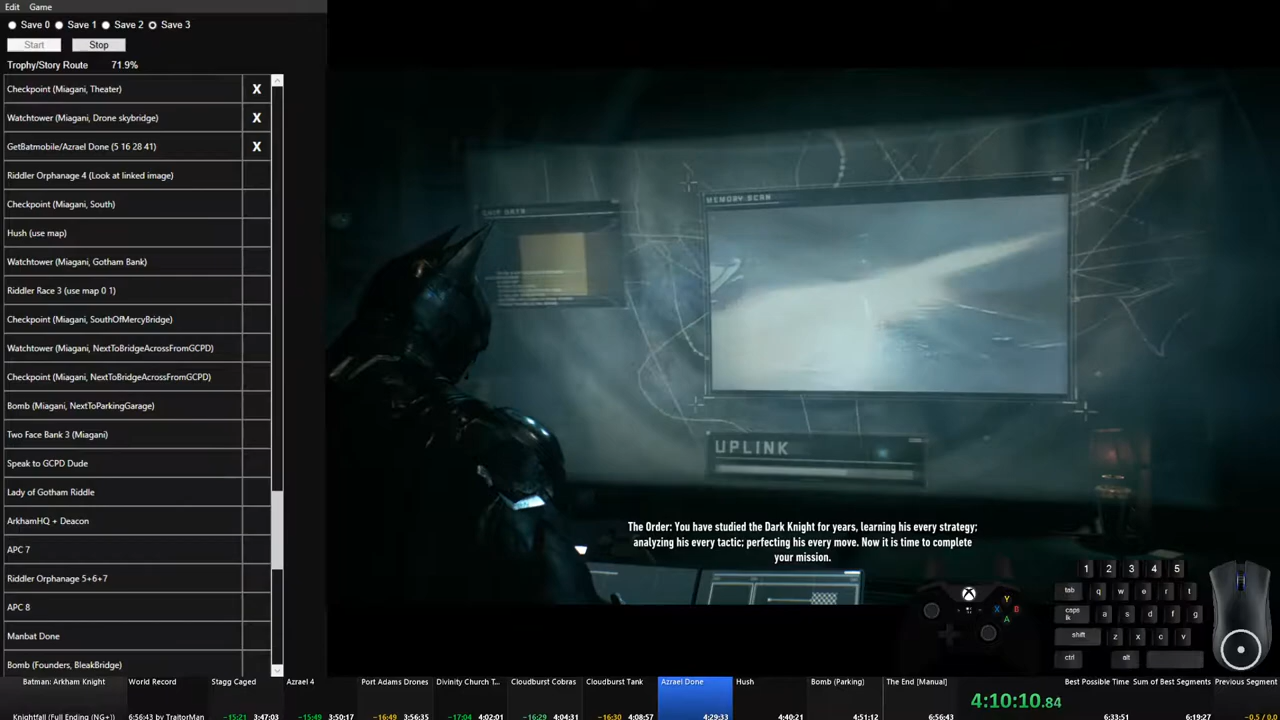 Edit Game
Save 0 Save 1 Save 2 Save 3
Start Stop
Trophy/Story Route 71.9%
Checkpoint (Miagani, Theater) X
Watchtower (Miagani, Drone skybridge) X
GetBatmobile/Azrael Done (5 16 28 41) X
Riddler Orphanage 4 (Look at linked image)
Checkpoint (Miagani, South)
Hush (use map)
Watchtower (Miagani, Gotham Bank)
Riddler Race 3 (use map 0 1)
Checkpoint (Miagani, SouthOfMercyBridge)
Watchtower (Miagani, NextToBridgeAcrossFromGCPD)
Checkpoint (Miagani, NextToBridgeAcrossFromGCPD)
Bomb (Miagani, NextToParkingGarage)
Two Face Bank 3 (Miagani)
Speak to GCPD Dude
Lady of Gotham Riddle
ArkhamHQ + Deacon
APC 7
Riddler Orphanage 5+6+7
APC 8
Manbat Done
Bomb (Founders, BleakBridge)
MEMORY SCAN
UPLINK
The Order: You have studied the Dark Knight for years, learning his every strategy;
analyzing his every tactic; perfecting his every move. Now it is time to complete
your mission.
Y
X B
A
1 2 3 4 5
tab q w e r t
caps lk a s d f g
shift z x c v
ctrl alt
Batman: Arkham Knight World Record Stagg Caged Azrael 4 Port Adams Drones Divinity Church T... Cloudburst Cobras Cloudburst Tank Azrael Done Hush Bomb (Parking) The End [Manual] 4:10:10.84 Best Possible Time Sum of Best Segments Previous Segment
Knightfall (Full Ending (NG+)) 6:56:43 by TraitorMan -15:21 3:47:03 -15:49 3:50:17 -16:49 3:56:35 -17:04 4:02:01 -16:29 4:04:31 -16:30 4:08:57 4:29:33 4:40:21 4:51:12 6:56:43 6:33:51 6:19:27 -0.5 / 0.0